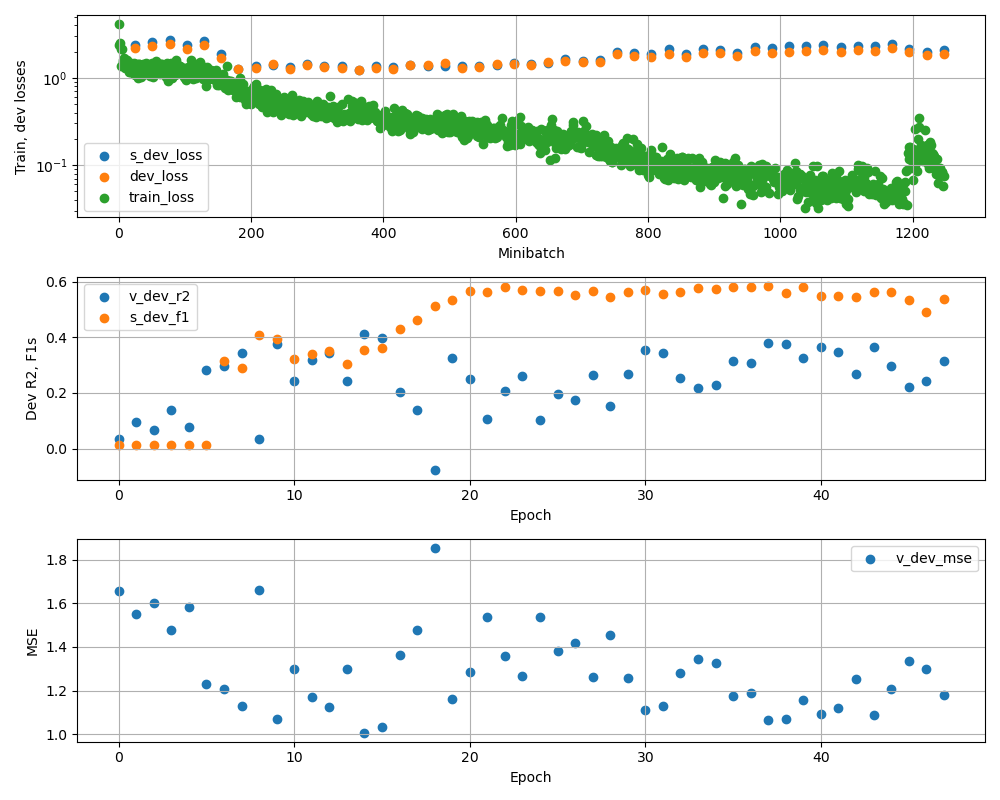 Train, dev losses
10⁰
10⁻¹
s_dev_loss
dev_loss
train_loss
0 200 400 600 800 1000 1200
Minibatch
Dev R2, F1s
0.6
0.4
0.2
0.0
v_dev_r2
s_dev_f1
0 10 20 30 40
Epoch
MSE
1.8
1.6
1.4
1.2
1.0
v_dev_mse
0 10 20 30 40
Epoch